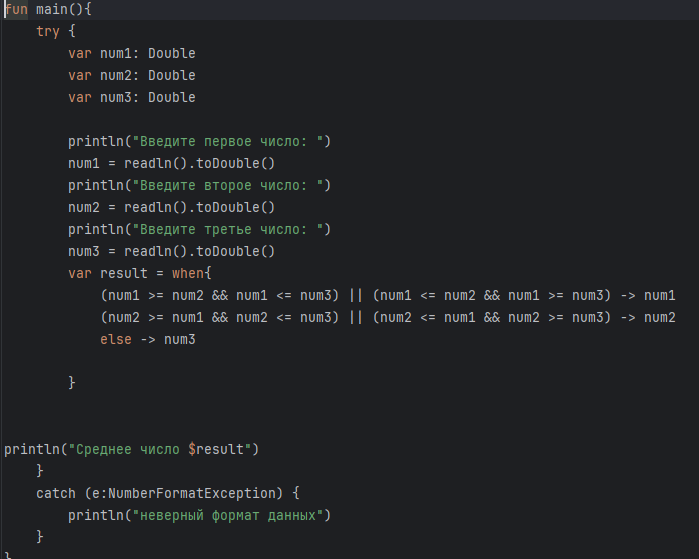 fun main(){
    try {
        var num1: Double
        var num2: Double
        var num3: Double

        println("Введите первое число: ")
        num1 = readln().toDouble()
        println("Введите второе число: ")
        num2 = readln().toDouble()
        println("Введите третье число: ")
        num3 = readln().toDouble()
        var result = when{
            (num1 >= num2 && num1 <= num3) || (num1 <= num2 && num1 >= num3) -> num1
            (num2 >= num1 && num2 <= num3) || (num2 <= num1 && num2 >= num3) -> num2
            else -> num3

        }


println("Среднее число $result")
    }
    catch (e:NumberFormatException) {
        println("неверный формат данных")
    }
}